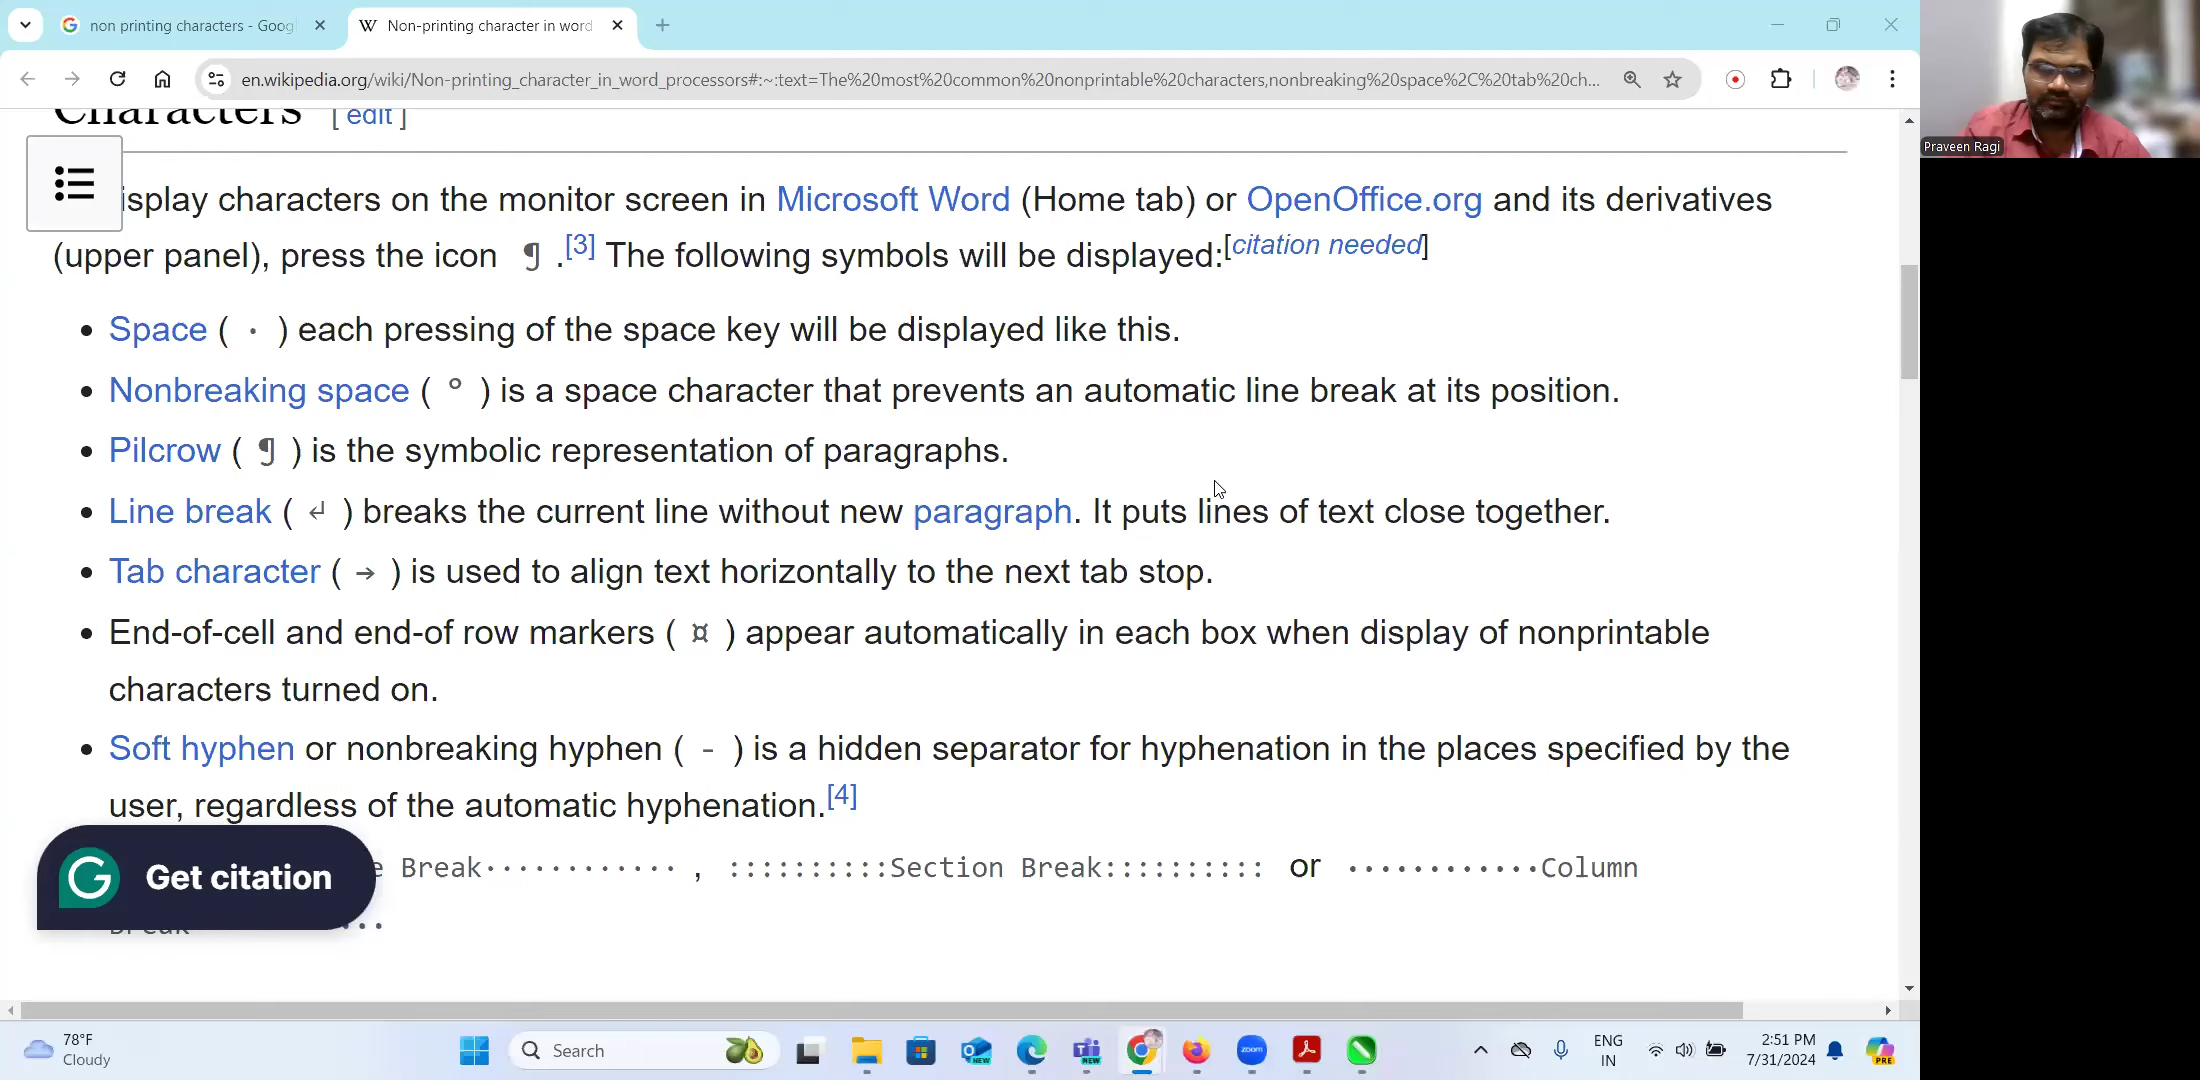 non printing characters - Goog
Non-printing character in word
en.wikipedia.org/wiki/Non-printing_character_in_word_processors#:~:text=The%20most%20common%20nonprintable%20characters,nonbreaking%20space%2C%20tab%20ch...
Praveen Ragi
Characters [ edit ]
isplay characters on the monitor screen in Microsoft Word (Home tab) or OpenOffice.org and its derivatives
(upper panel), press the icon ¶ .[3] The following symbols will be displayed:[citation needed]
• Space ( · ) each pressing of the space key will be displayed like this.
• Nonbreaking space ( ° ) is a space character that prevents an automatic line break at its position.
• Pilcrow ( ¶ ) is the symbolic representation of paragraphs.
• Line break ( ↲ ) breaks the current line without new paragraph. It puts lines of text close together.
• Tab character ( → ) is used to align text horizontally to the next tab stop.
• End-of-cell and end-of row markers ( ¤ ) appear automatically in each box when display of nonprintable
characters turned on.
• Soft hyphen or nonbreaking hyphen ( - ) is a hidden separator for hyphenation in the places specified by the
user, regardless of the automatic hyphenation.[4]
e Break············ , ::::::::::Section Break:::::::::: or ············Column
Break ···
Get citation
78°F
Cloudy
Search
NEW
NEW
zoom
ENG
IN
2:51 PM
7/31/2024
PRE